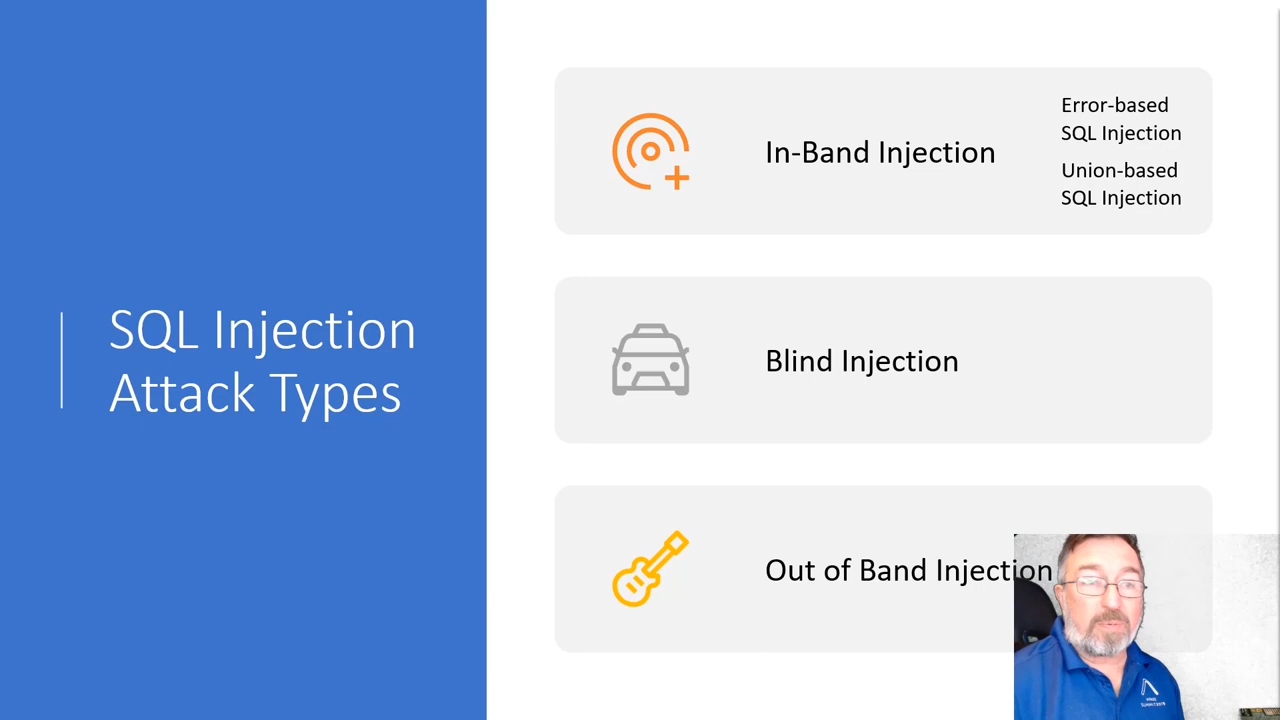 SQL Injection
Attack Types
In-Band Injection
Error-based
SQL Injection
Union-based
SQL Injection
Blind Injection
Out of Band Injection